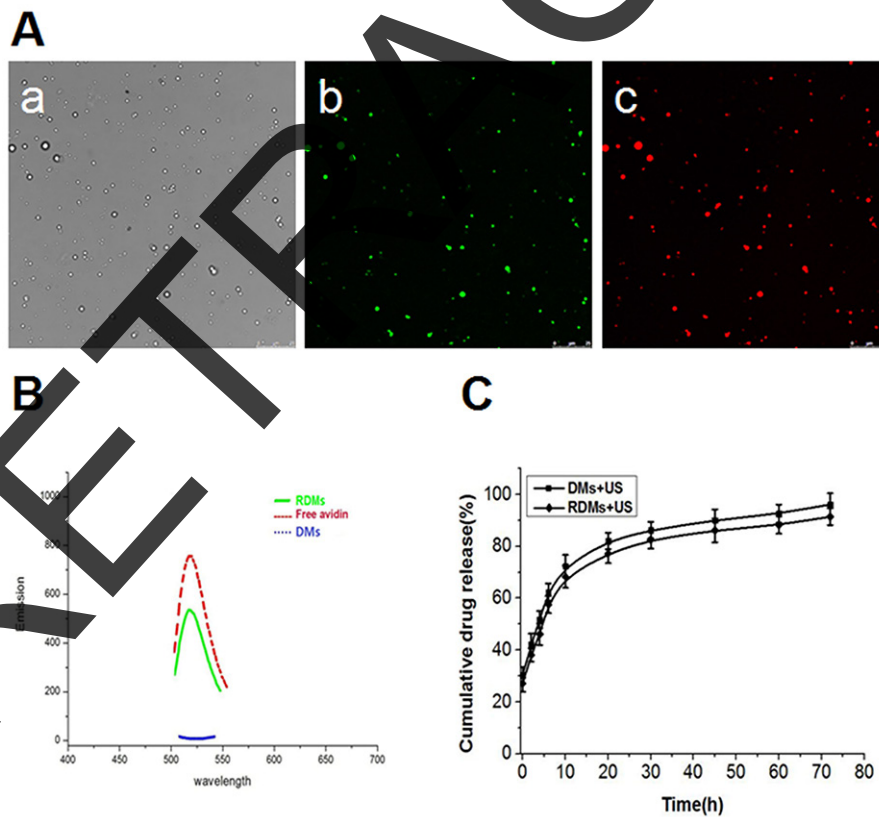 A
a
b
c
B
1000
800
600
400
200
0
Emission
400
450
500
550
600
650
700
wavelength
RDMs
Free avidin
DMs
C
100
80
60
40
20
0
Cumulative drug release(%)
DMs+US
RDMs+US
0
10
20
30
40
50
60
70
80
Time(h)